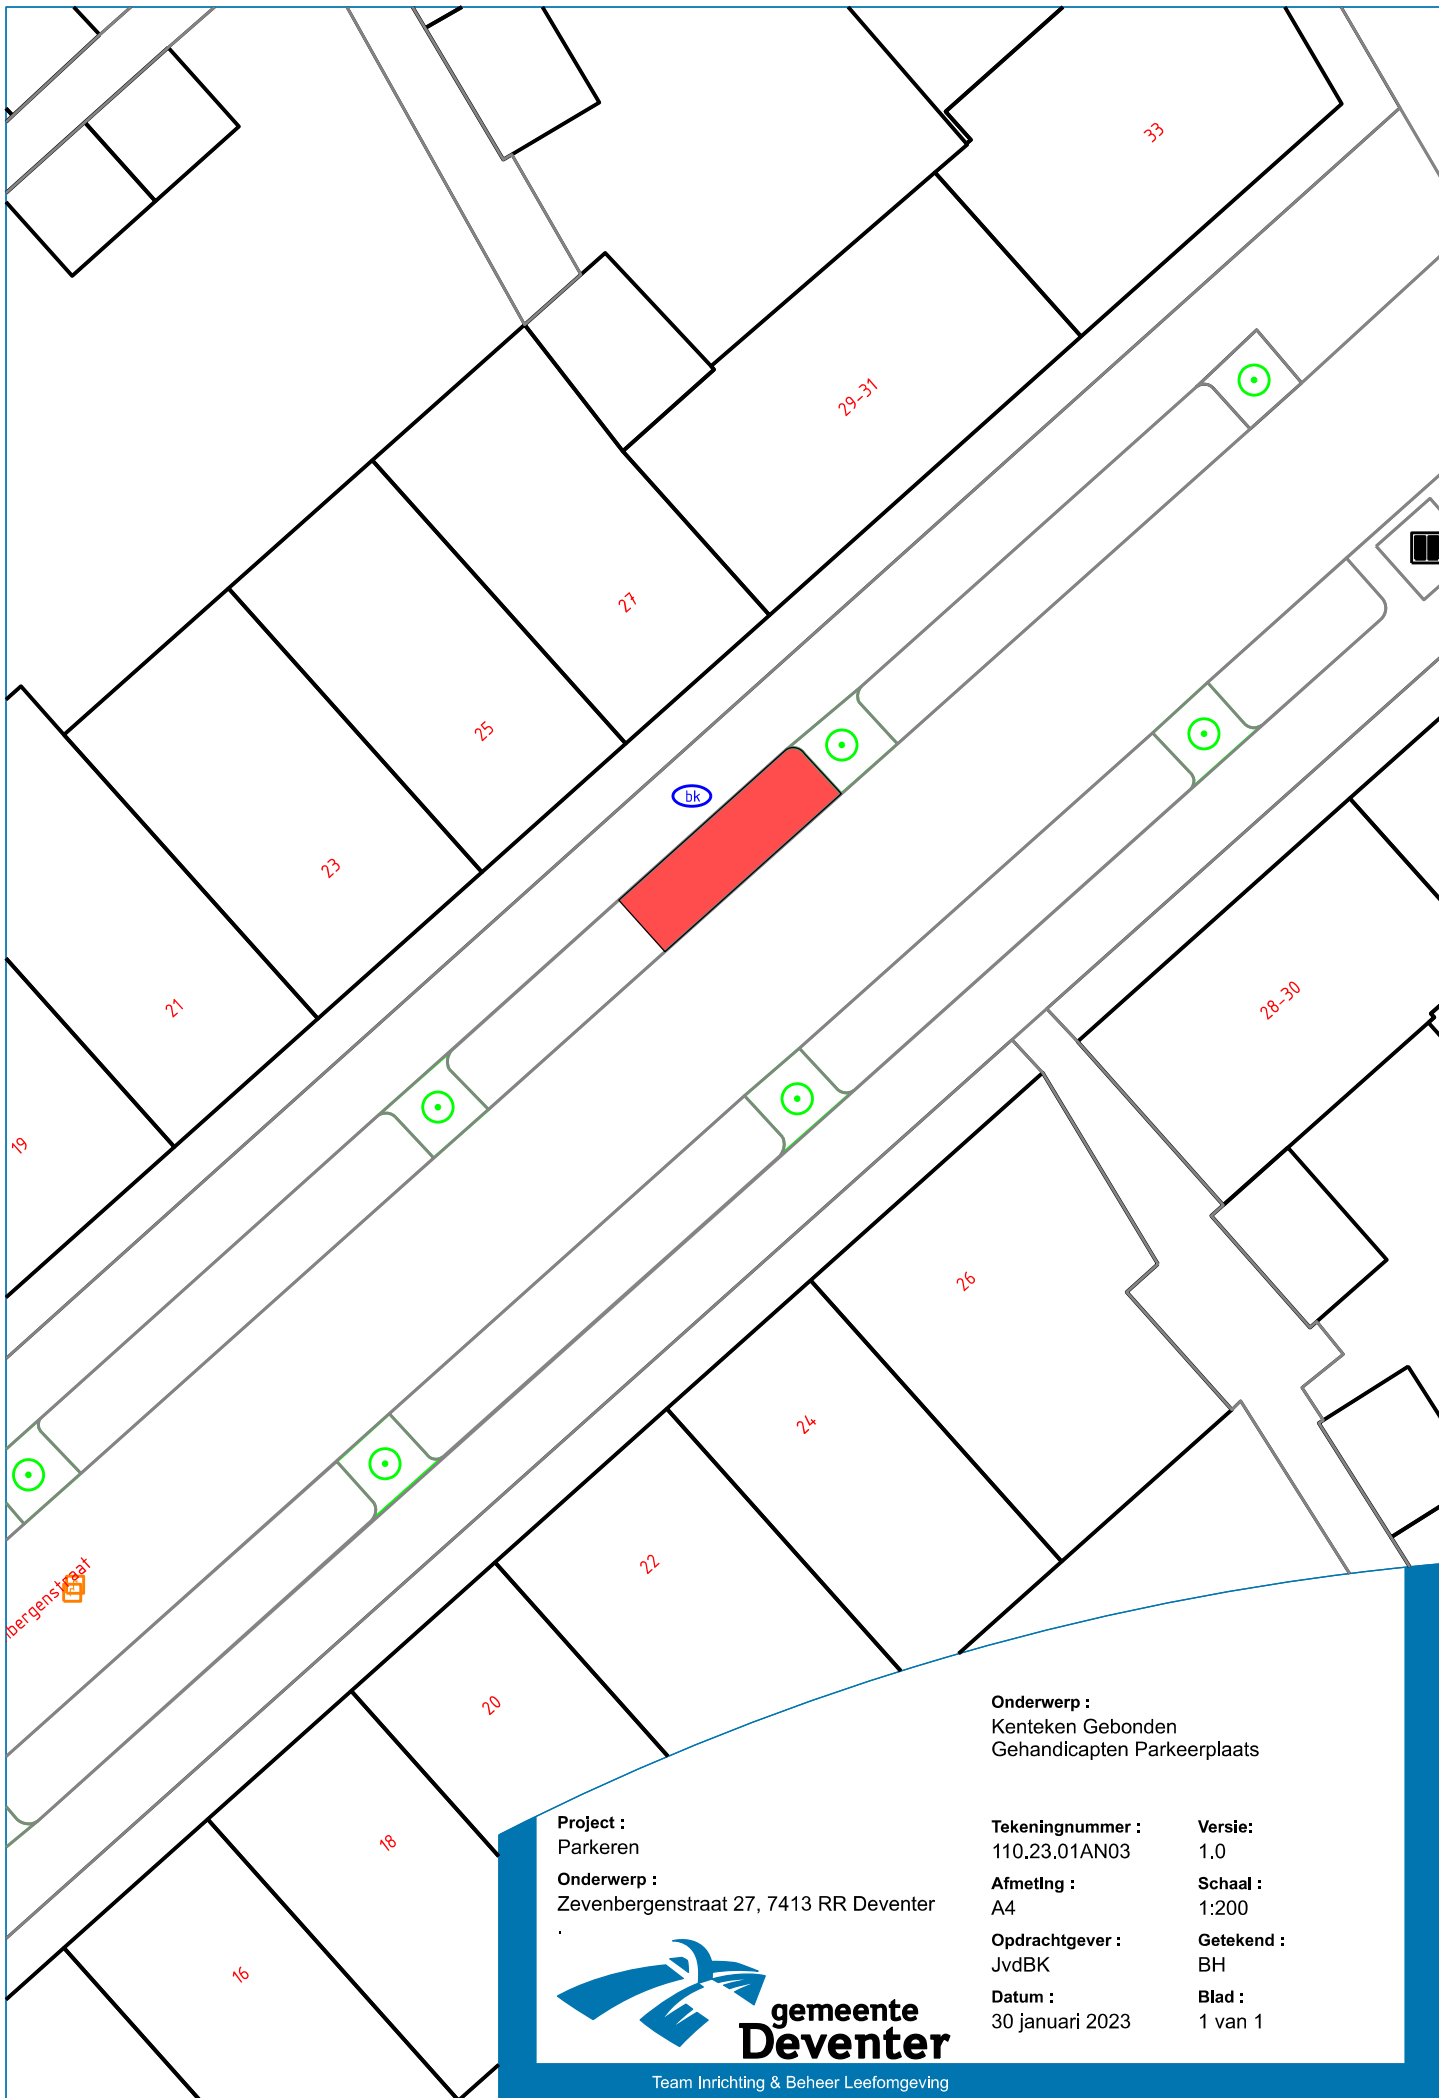 33
29-31
27
25
bk
23
21
28-30
19
26
24
22
bergenstraat
20
18
16
Onderwerp :
Kenteken Gebonden
Gehandicapten Parkeerplaats
Project :
Parkeren
Onderwerp :
Zevenbergenstraat 27, 7413 RR Deventer
.
Tekeningnummer :
110.23.01AN03
Versie:
1.0
Afmeting :
A4
Schaal :
1:200
Opdrachtgever :
JvdBK
Getekend :
BH
Datum :
30 januari 2023
Blad :
1 van 1
gemeente
Deventer
Team Inrichting & Beheer Leefomgeving